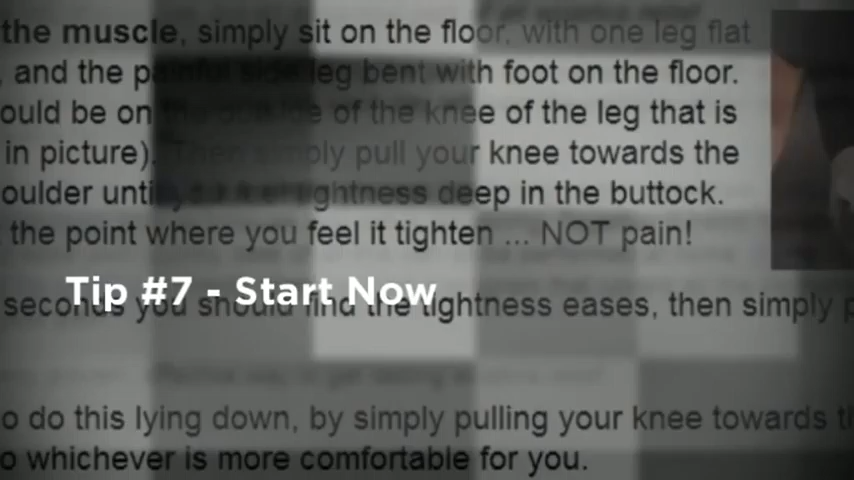 the muscle, simply sit on the floor, with one leg flat
, and the painful side leg bent with foot on the floor.
ould be on the outside of the knee of the leg that is
in picture). Then simply pull your knee towards the
oulder until you feel tightness deep in the buttock.
the point where you feel it tighten ... NOT pain!
Tip #7 - Start Now
seconds you should find the tightness eases, then simply p
o do this lying down, by simply pulling your knee towards t
o whichever is more comfortable for you.